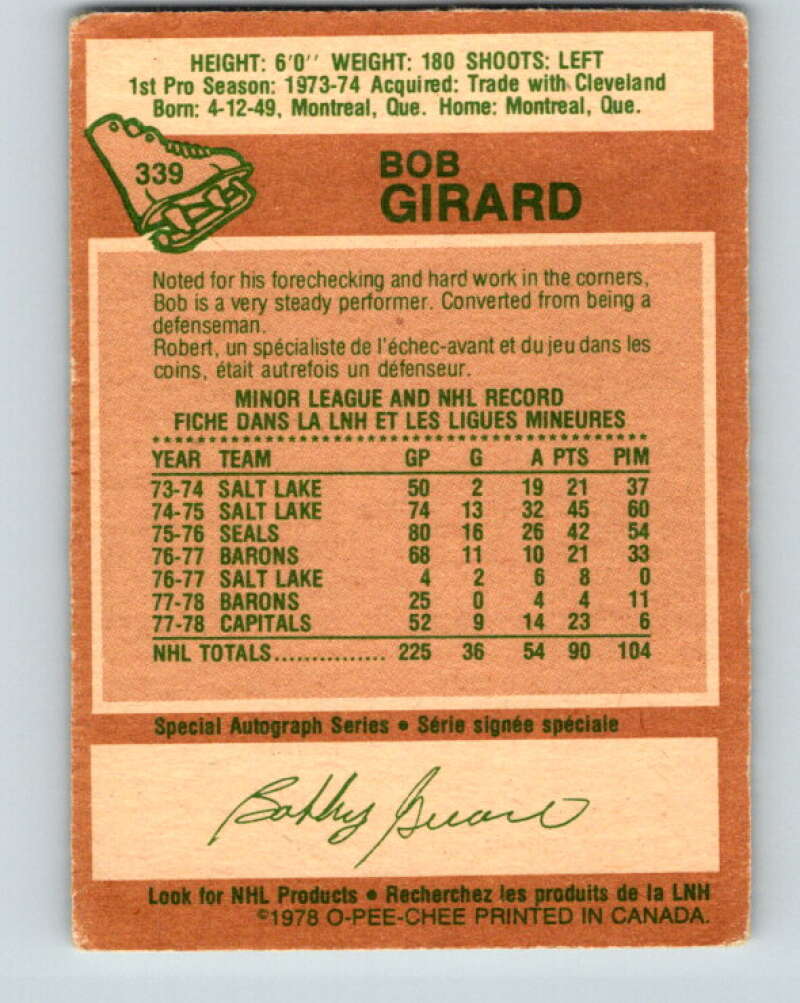 HEIGHT: 6'0'' WEIGHT: 180 SHOOTS: LEFT
1st Pro Season: 1973-74 Acquired: Trade with Cleveland
Born: 4-12-49, Montreal, Que. Home: Montreal, Que.
339
BOB
GIRARD
Noted for his forechecking and hard work in the corners,
Bob is a very steady performer. Converted from being a
defenseman.
Robert, un spécialiste de l'échec-avant et du jeu dans les
coins, était autrefois un défenseur.
MINOR LEAGUE AND NHL RECORD
FICHE DANS LA LNH ET LES LIGUES MINEURES
YEAR TEAM GP G A PTS PIM
73-74 SALT LAKE 50 2 19 21 37
74-75 SALT LAKE 74 13 32 45 60
75-76 SEALS 80 16 26 42 54
76-77 BARONS 68 11 10 21 33
76-77 SALT LAKE 4 2 6 8 0
77-78 BARONS 25 0 4 4 11
77-78 CAPITALS 52 9 14 23 6
NHL TOTALS............... 225 36 54 90 104
Special Autograph Series • Série signée spéciale
Bobby Girard
Look for NHL Products • Recherchez les produits de la LNH
©1978 O-PEE-CHEE PRINTED IN CANADA.